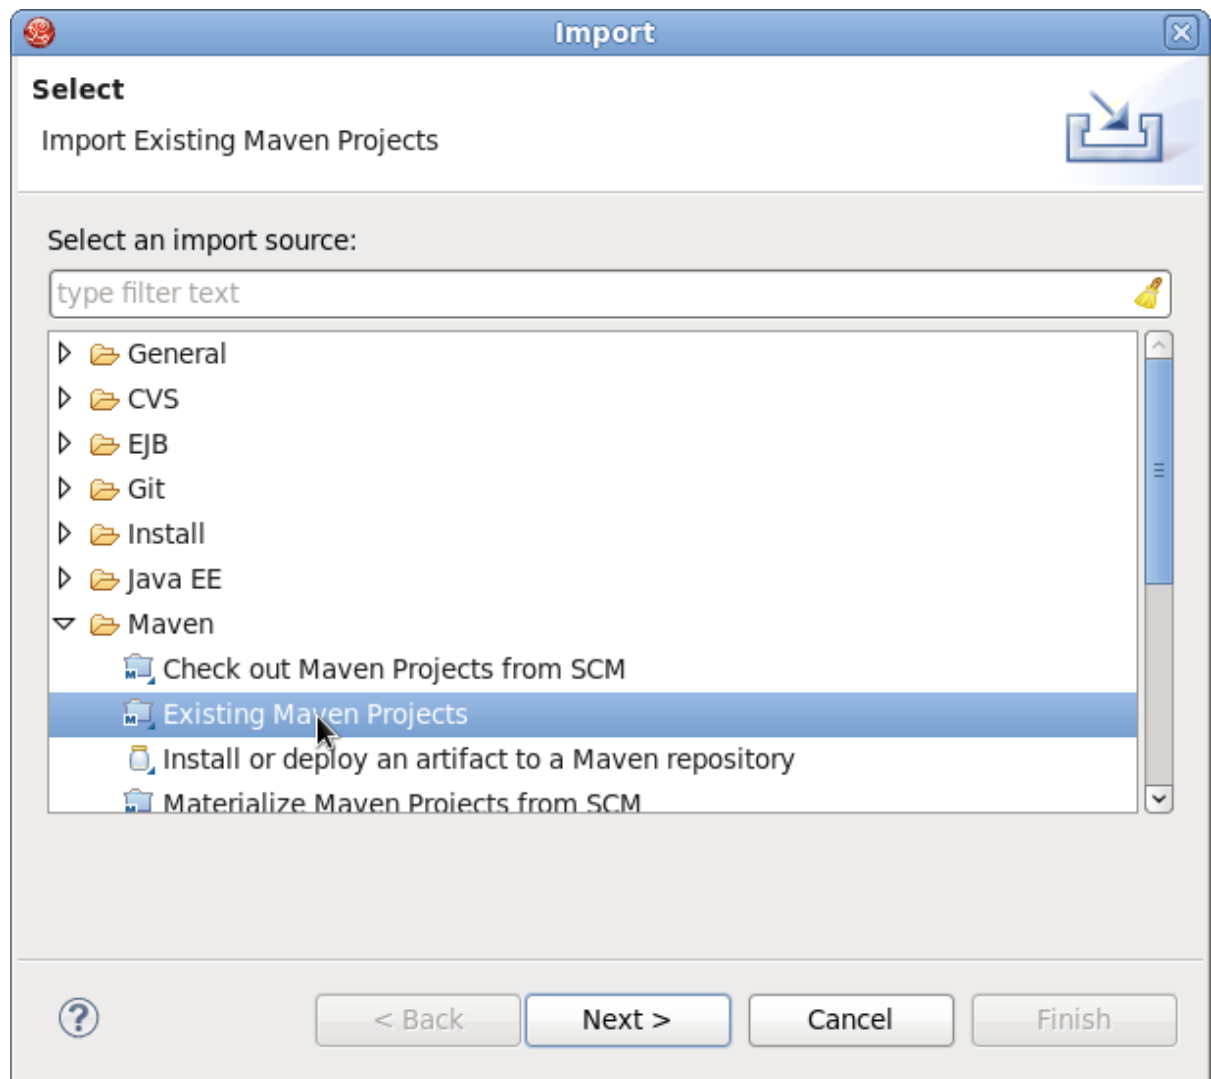 Import
Select
Import Existing Maven Projects
Select an import source:
type filter text
General
CVS
EJB
Git
Install
Java EE
Maven
Check out Maven Projects from SCM
Existing Maven Projects
Install or deploy an artifact to a Maven repository
Materialize Maven Projects from SCM
< Back
Next >
Cancel
Finish